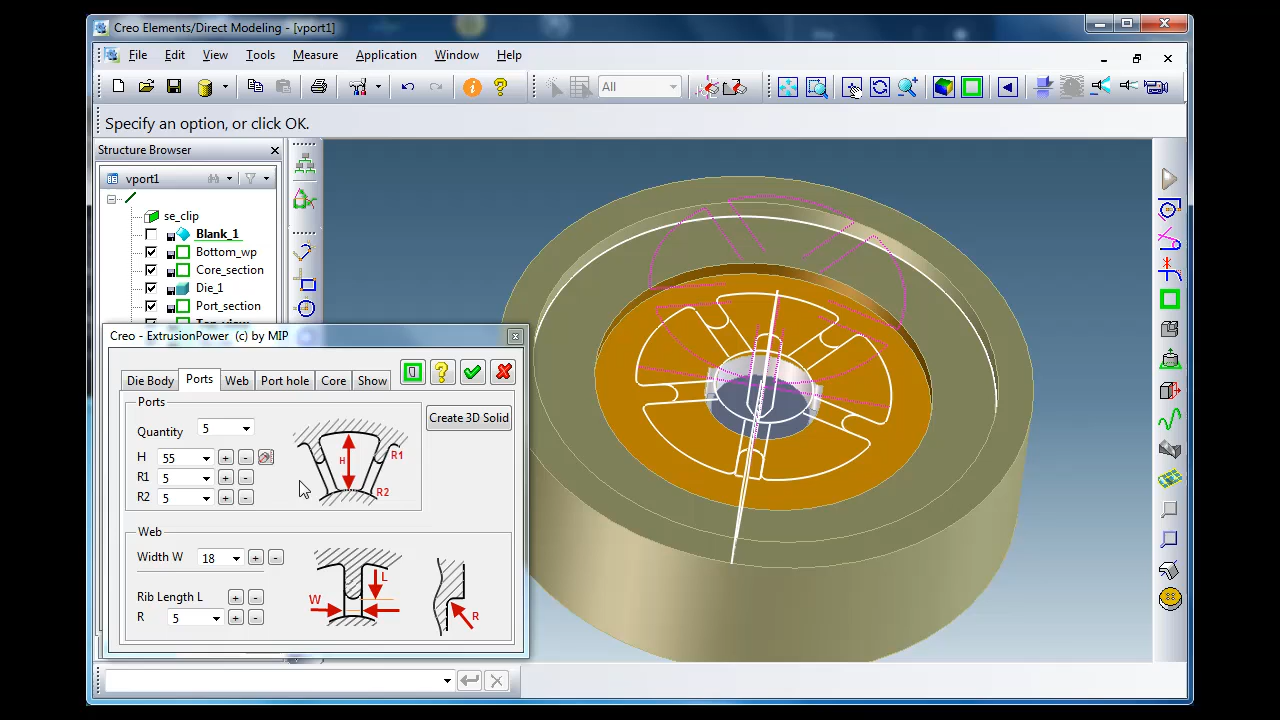 Creo Elements/Direct Modeling - [vport1]
File Edit View Tools Measure Application Window Help
All
Specify an option, or click OK.
Structure Browser
vport1
se_clip
Blank_1
Bottom_wp
Core_section
Die_1
Port_section
Creo - ExtrusionPower (c) by MIP
Die Body Ports Web Port hole Core Show
Ports
Create 3D Solid
Quantity 5
H 55
R1 5
R2 5
H
R1
R2
Web
Width W 18
Rib Length L
R 5
L
W
R